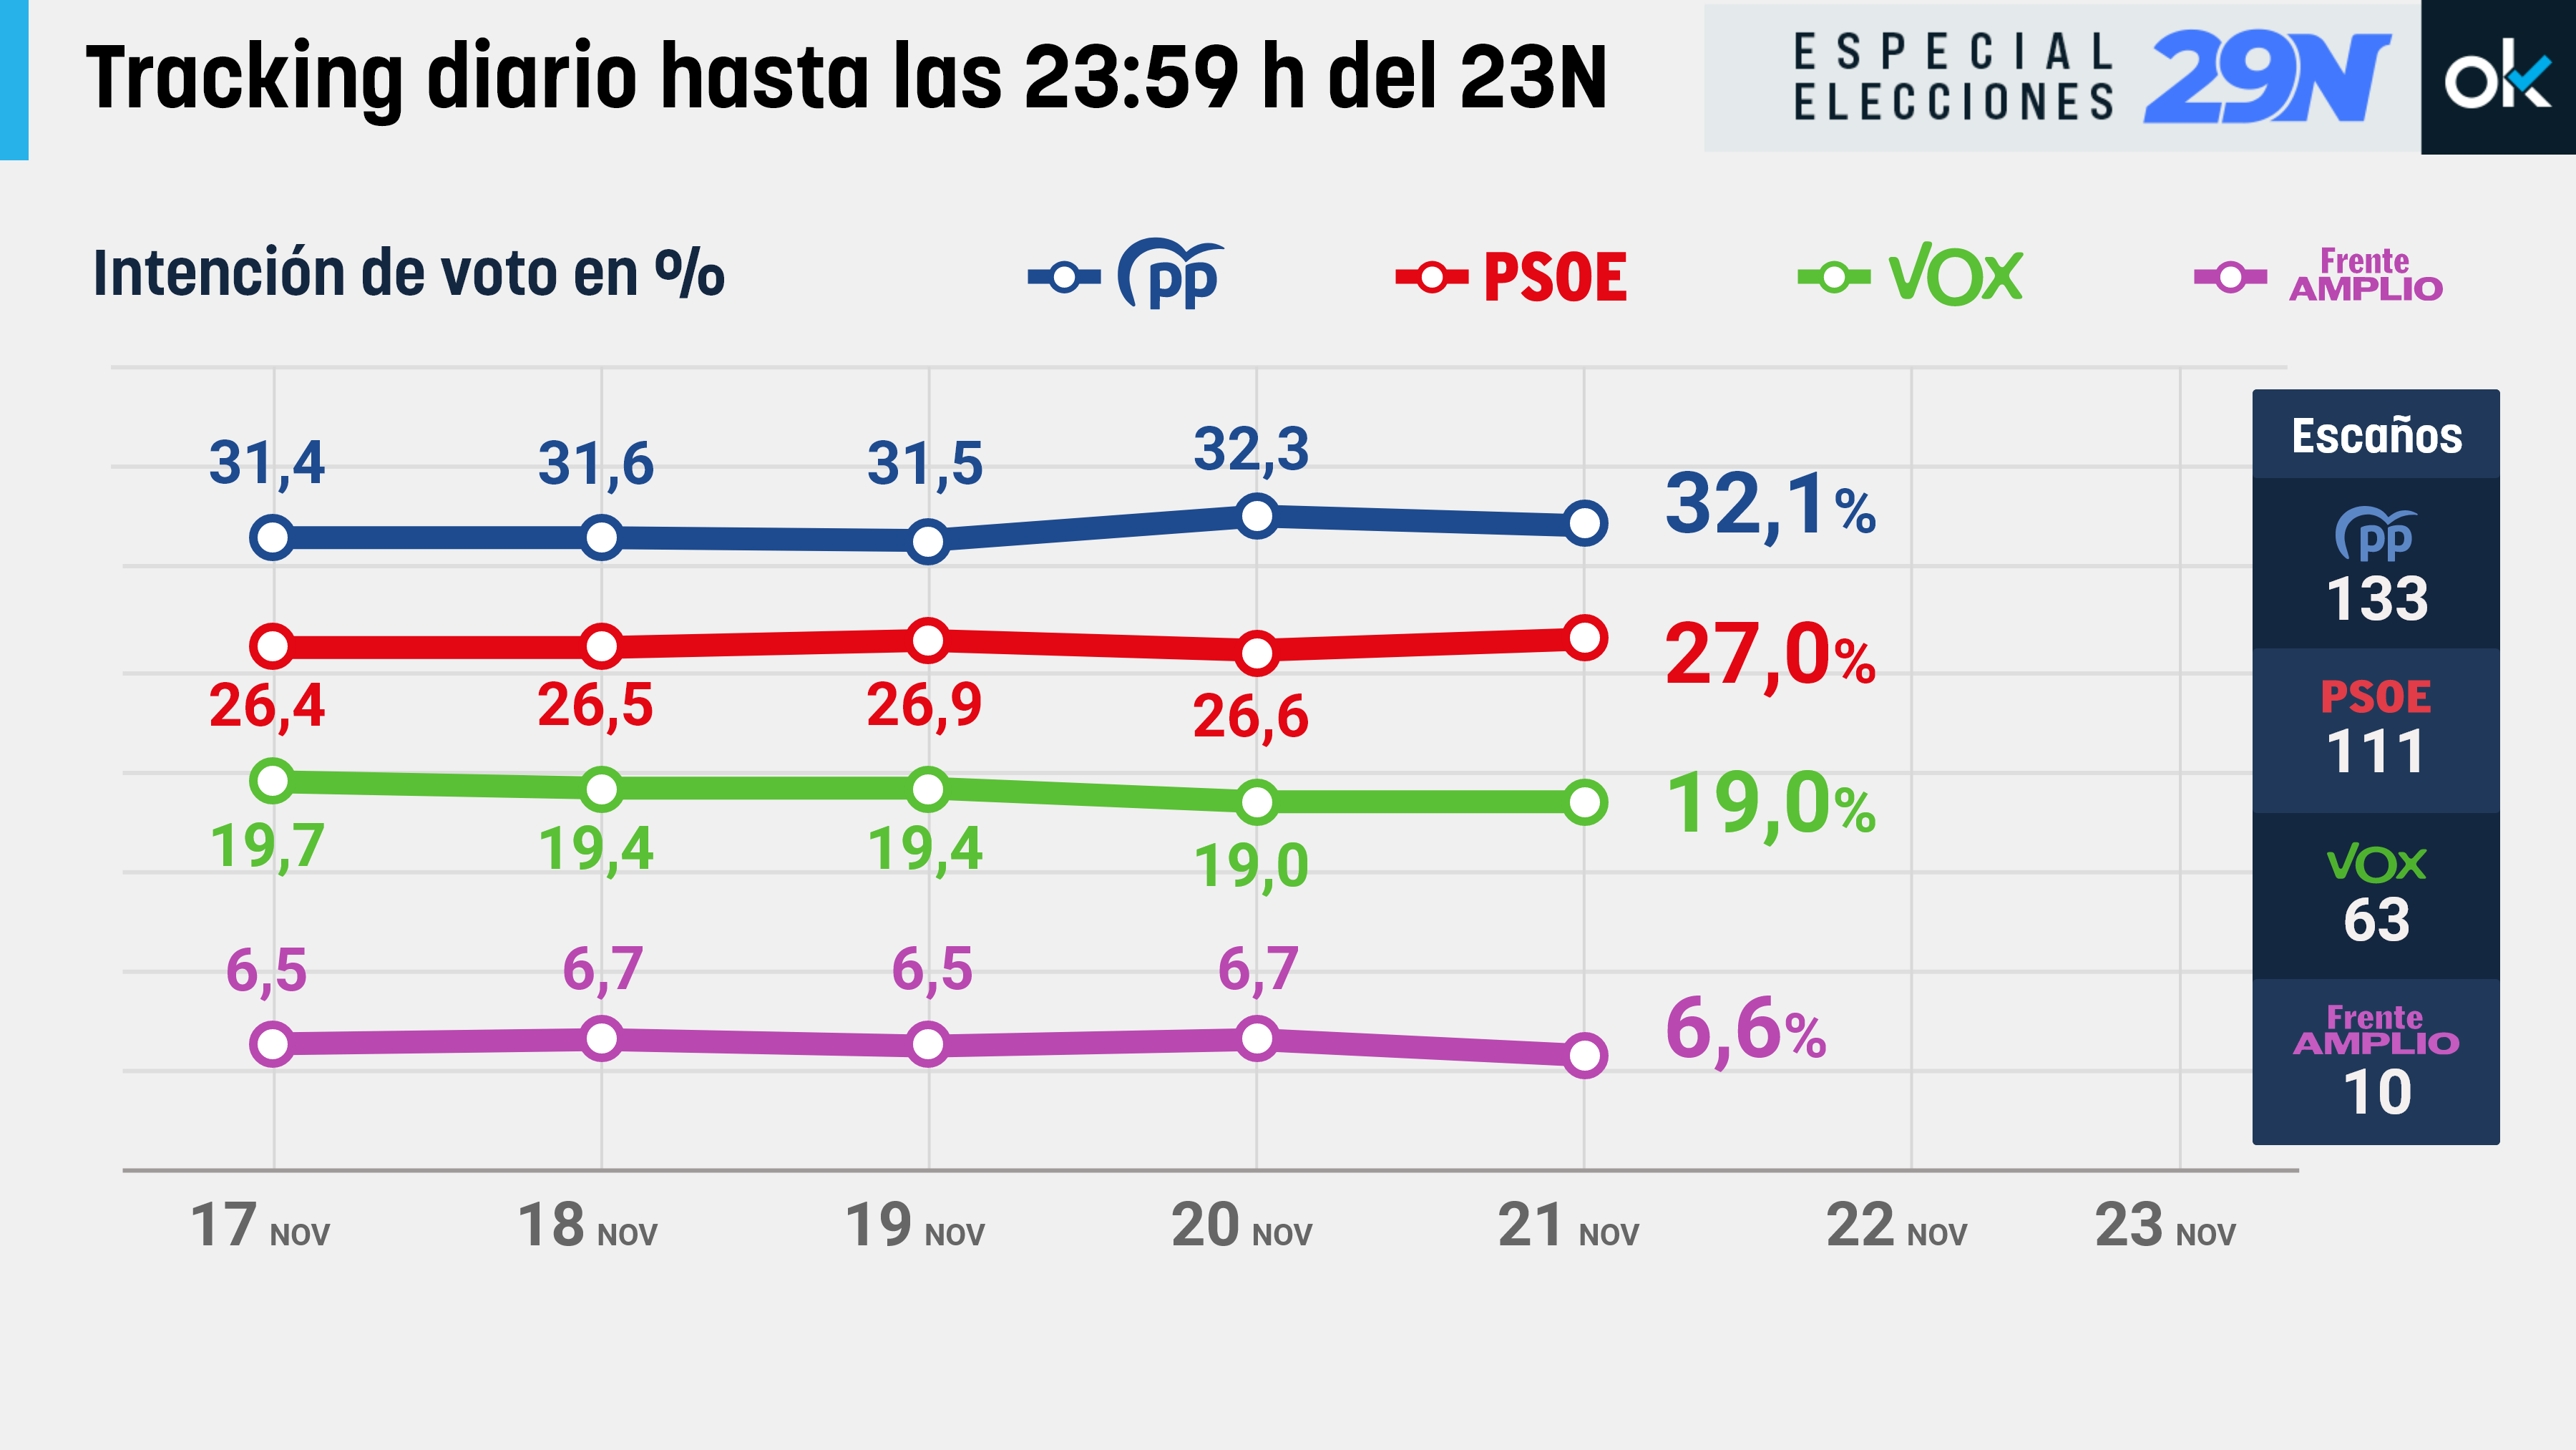 Tracking diario hasta las 23:59 h del 23N
ESPECIAL
ELECCIONES
29N
ok
Intención de voto en %
pp
PSOE
VOX
Frente
AMPLIO
31,4
31,6
31,5
32,3
32,1%
26,4
26,5
26,9
26,6
27,0%
19,7
19,4
19,4
19,0
19,0%
6,5
6,7
6,5
6,7
6,6%
Escaños
pp
133
PSOE
111
VOX
63
Frente
AMPLIO
10
17 NOV
18 NOV
19 NOV
20 NOV
21 NOV
22 NOV
23 NOV